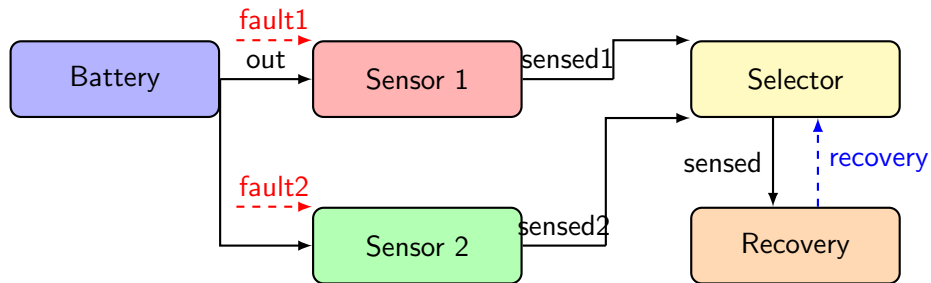 fault1
out
Battery
Sensor 1
sensed1
Selector
sensed
recovery
fault2
Sensor 2
sensed2
Recovery